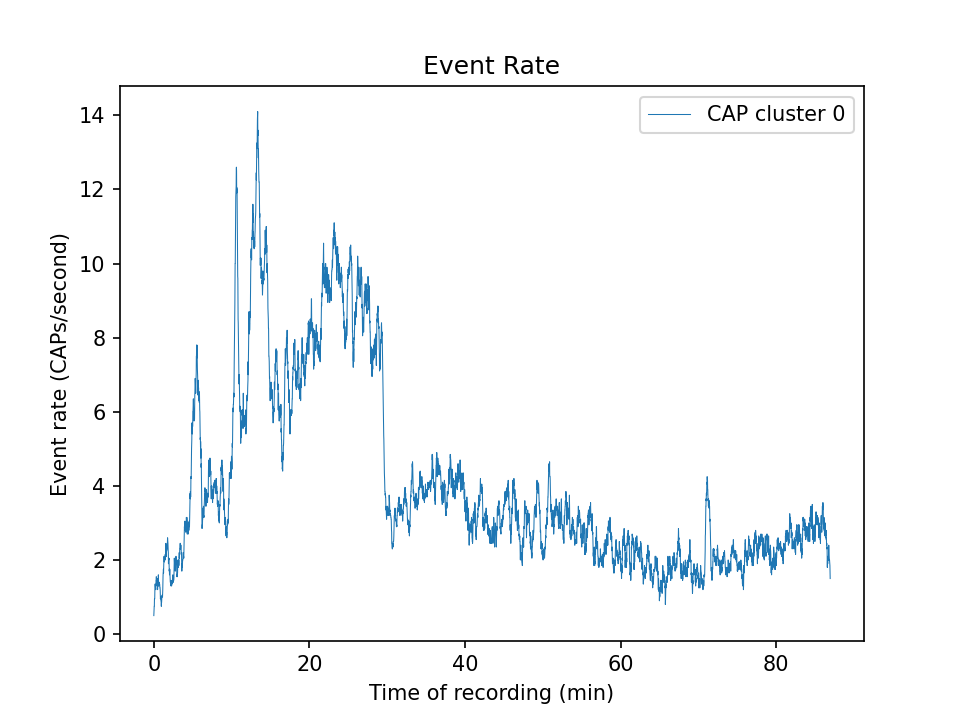 Event Rate
CAP cluster 0
Event rate (CAPs/second)
14
12
10
8
6
4
2
0
0 20 40 60 80
Time of recording (min)